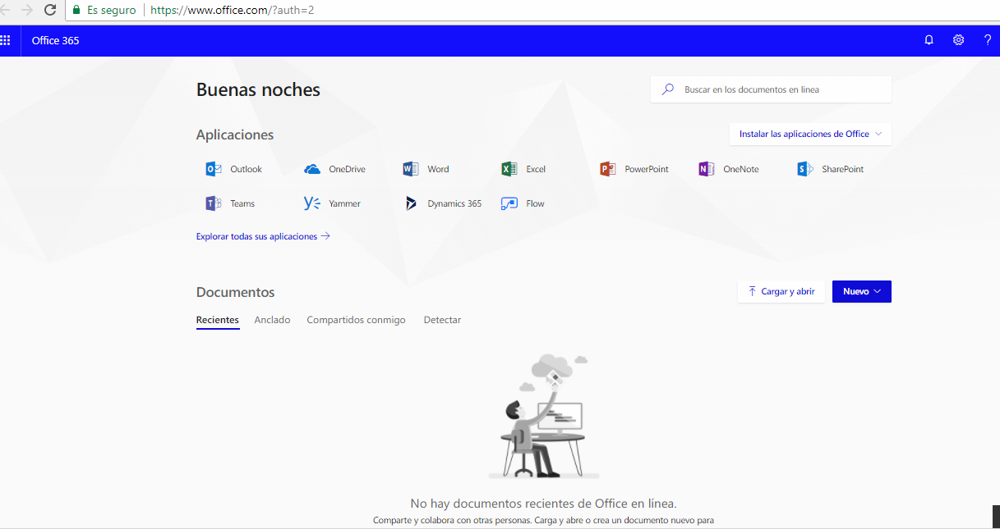 Es seguro | https://www.office.com/?auth=2
Office 365 ?
Buenas noches
Buscar en los documentos en línea
Aplicaciones
Instalar las aplicaciones de Office
Outlook OneDrive Word Excel PowerPoint OneNote SharePoint
Teams Yammer Dynamics 365 Flow
Explorar todas sus aplicaciones →
Documentos
Cargar y abrir
Nuevo
Recientes Anclado Compartidos conmigo Detectar
No hay documentos recientes de Office en línea.
Comparte y colabora con otras personas. Carga y abre o crea un documento nuevo para